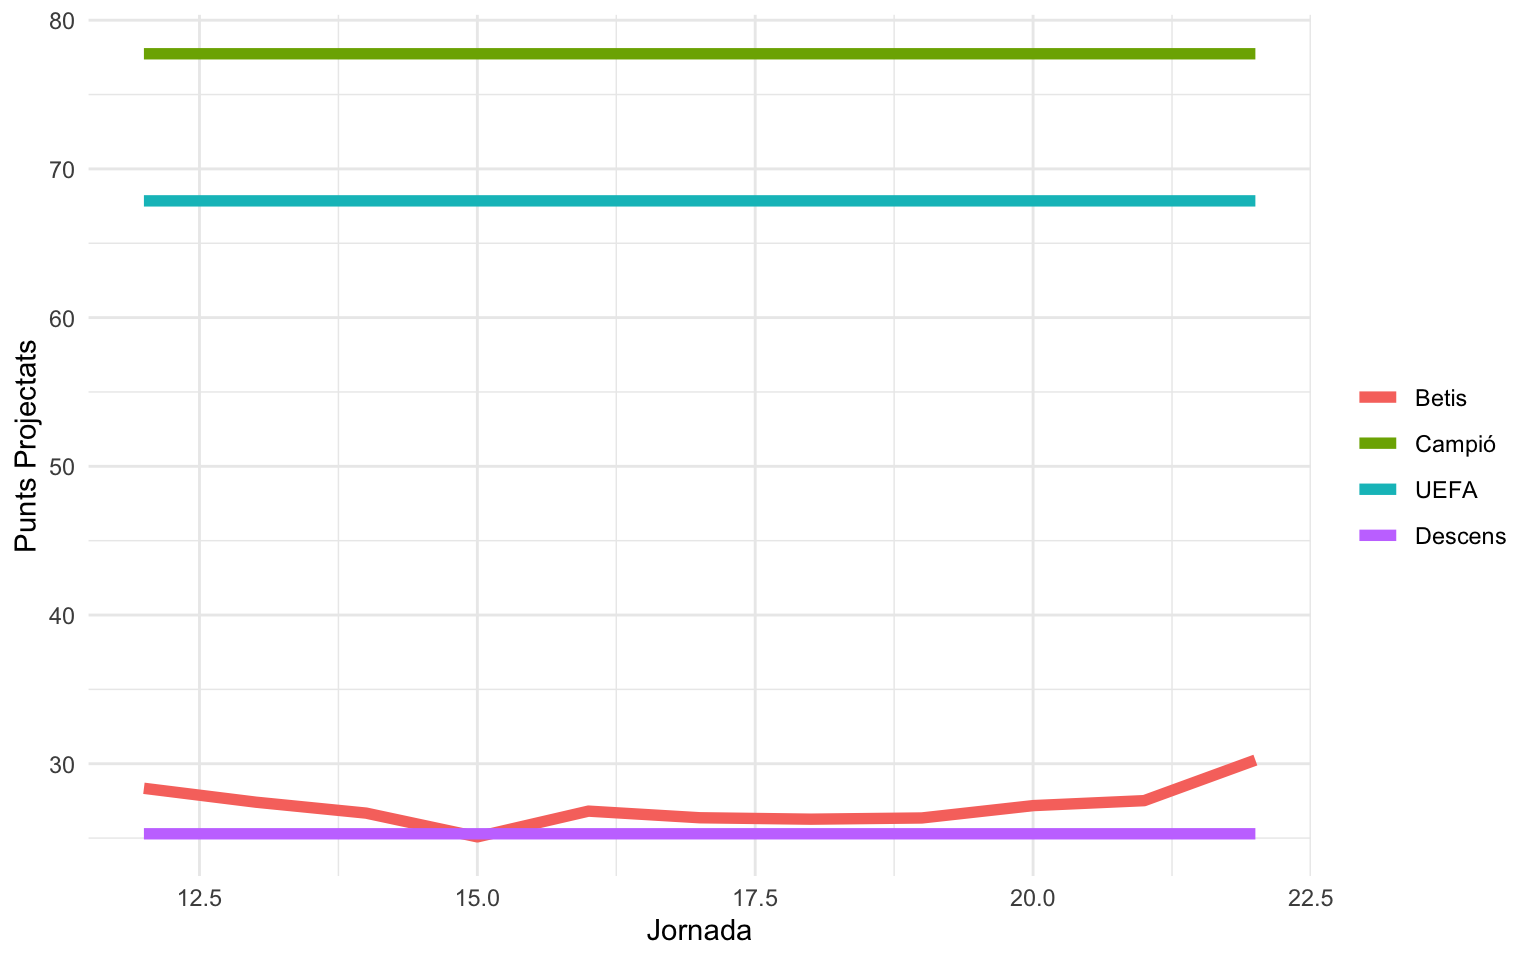 80
70
60
50
40
30
Punts Projectats
12.5 15.0 17.5 20.0 22.5
Jornada
Betis
Campió
UEFA
Descens